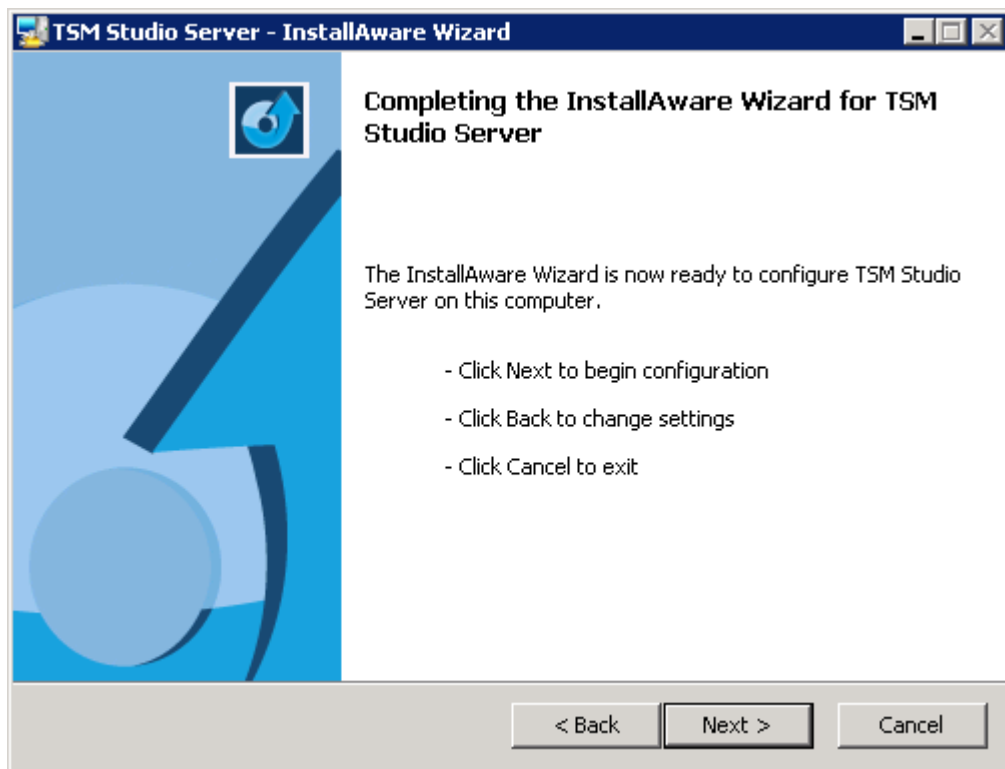 TSM Studio Server - InstallAware Wizard
Completing the InstallAware Wizard for TSM
Studio Server
The InstallAware Wizard is now ready to configure TSM Studio
Server on this computer.
- Click Next to begin configuration
- Click Back to change settings
- Click Cancel to exit
< Back
Next >
Cancel